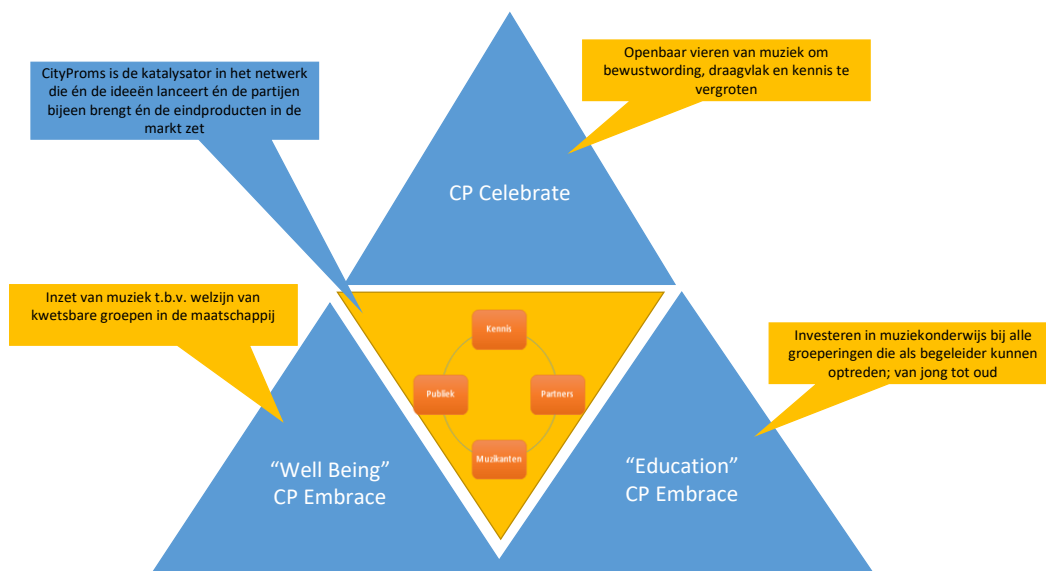 CityProms is de katalysator in het netwerk
die én de ideeën lanceert én de partijen
bijeen brengt én de eindproducten in de
markt zet
Openbaar vieren van muziek om
bewustwording, draagvlak en kennis te
vergroten
CP Celebrate
Inzet van muziek t.b.v. welzijn van
kwetsbare groepen in de maatschappij
Kennis
Publiek
Partners
Muzikanten
Investeren in muziekonderwijs bij alle
groeperingen die als begeleider kunnen
optreden; van jong tot oud
“Well Being”
CP Embrace
“Education”
CP Embrace